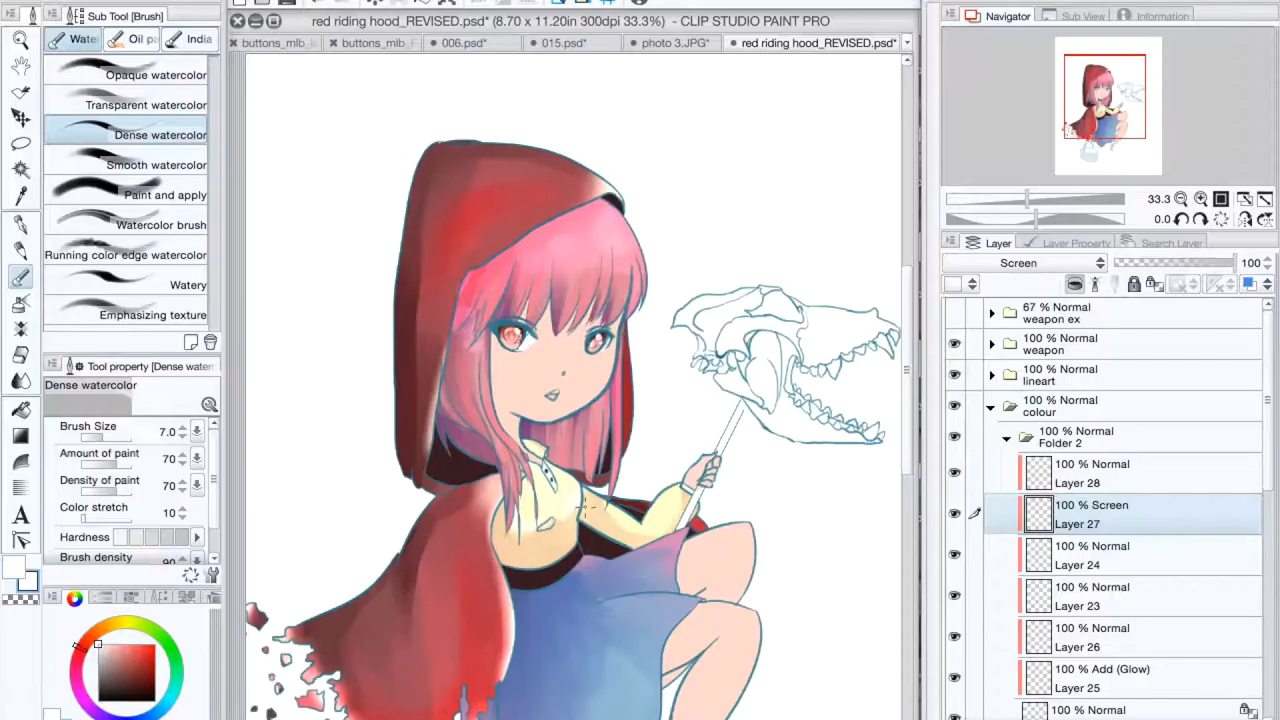 Sub Tool [Brush]
Water
Oil p
India
Opaque watercolor
Transparent watercolor
Dense watercolor
Smooth watercolor
Paint and apply
Watercolor brush
Running color edge watercolor
Watery
Emphasizing texture
Tool property [Dense water
Dense watercolor
Brush Size 7.0
Amount of paint 70
Density of paint 70
Color stretch 10
Hardness
Brush density 90
red riding hood_REVISED.psd* (8.70 x 11.20in 300dpi 33.3%) - CLIP STUDIO PAINT PRO
buttons_mlb_
buttons_mlb_
006.psd*
015.psd*
photo 3.JPG*
red riding hood_REVISED.psd*
Navigator
Sub View
Information
33.3
0.0
Layer
Layer Property
Search Layer
Screen
100
67 % Normal
weapon ex
100 % Normal
weapon
100 % Normal
lineart
100 % Normal
colour
100 % Normal
Folder 2
100 % Normal
Layer 28
100 % Screen
Layer 27
100 % Normal
Layer 24
100 % Normal
Layer 23
100 % Normal
Layer 26
100 % Add (Glow)
Layer 25
100 % Normal